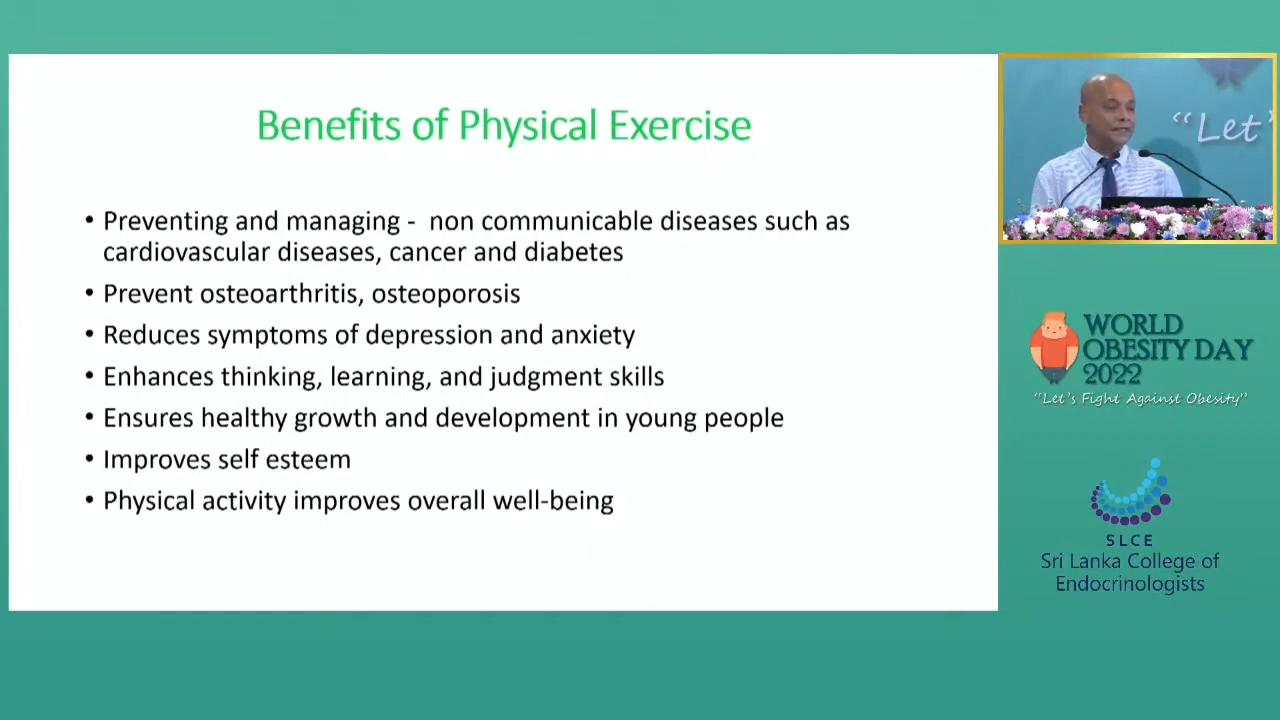 Benefits of Physical Exercise
• Preventing and managing - non communicable diseases such as
cardiovascular diseases, cancer and diabetes
• Prevent osteoarthritis, osteoporosis
• Reduces symptoms of depression and anxiety
• Enhances thinking, learning, and judgment skills
• Ensures healthy growth and development in young people
• Improves self esteem
• Physical activity improves overall well-being
“Let’
WORLD
OBESITY DAY
2022
“Let’s Fight Against Obesity”
SLCE
Sri Lanka College of
Endocrinologists